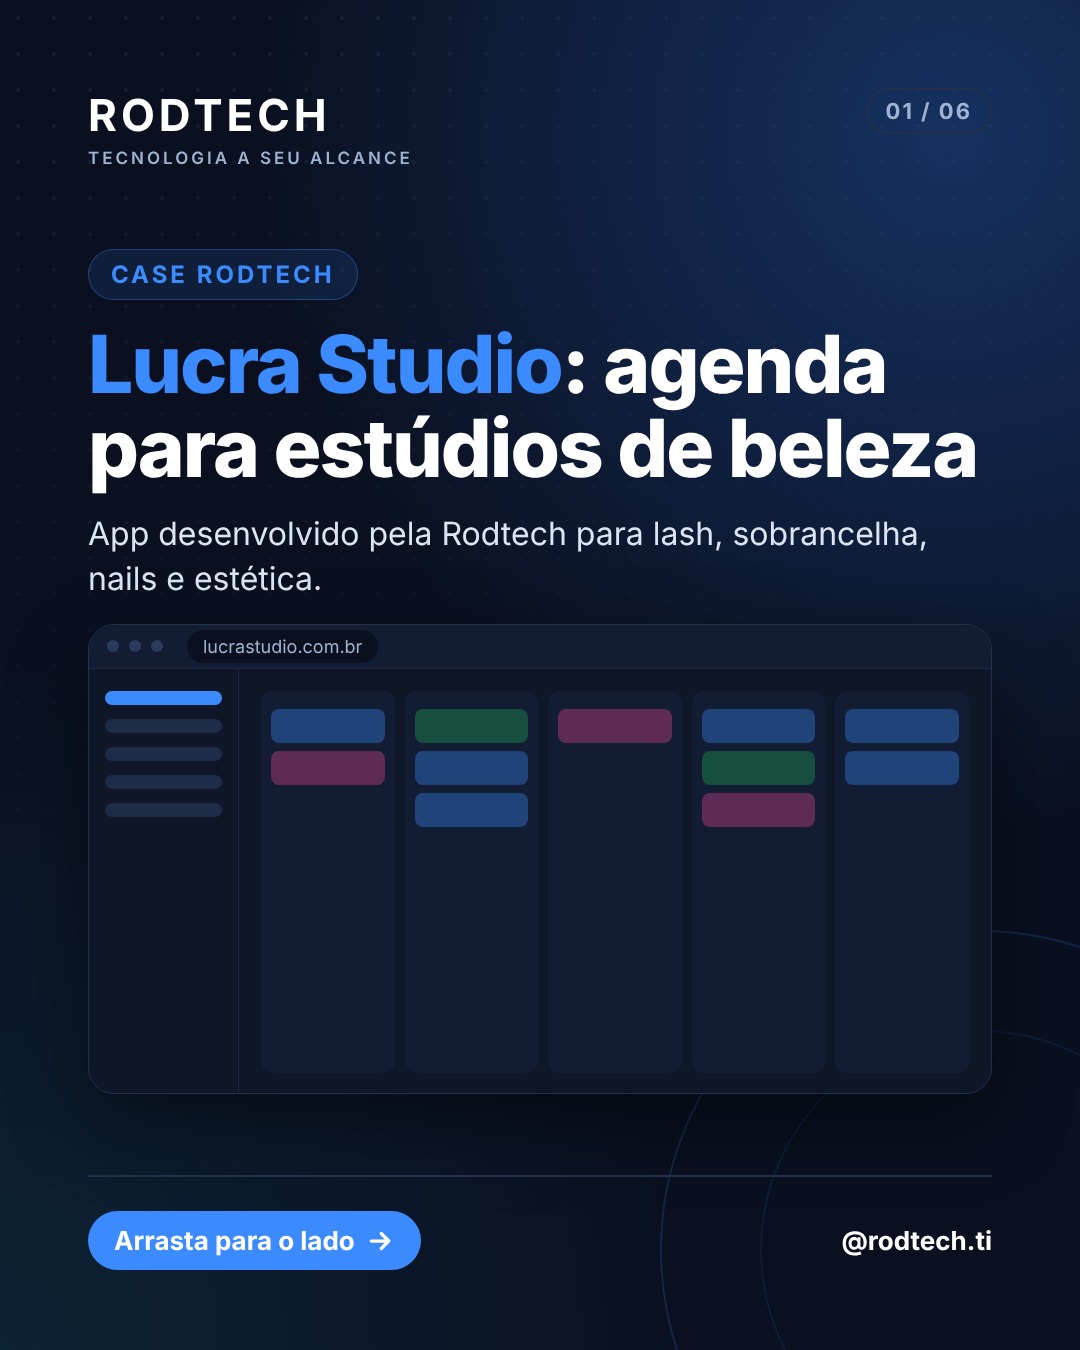 RODTECH
TECNOLOGIA A SEU ALCANCE
01 / 06
CASE RODTECH
Lucra Studio: agenda
para estúdios de beleza
App desenvolvido pela Rodtech para lash, sobrancelha,
nails e estética.
lucrastudio.com.br
Arrasta para o lado →
@rodtech.ti